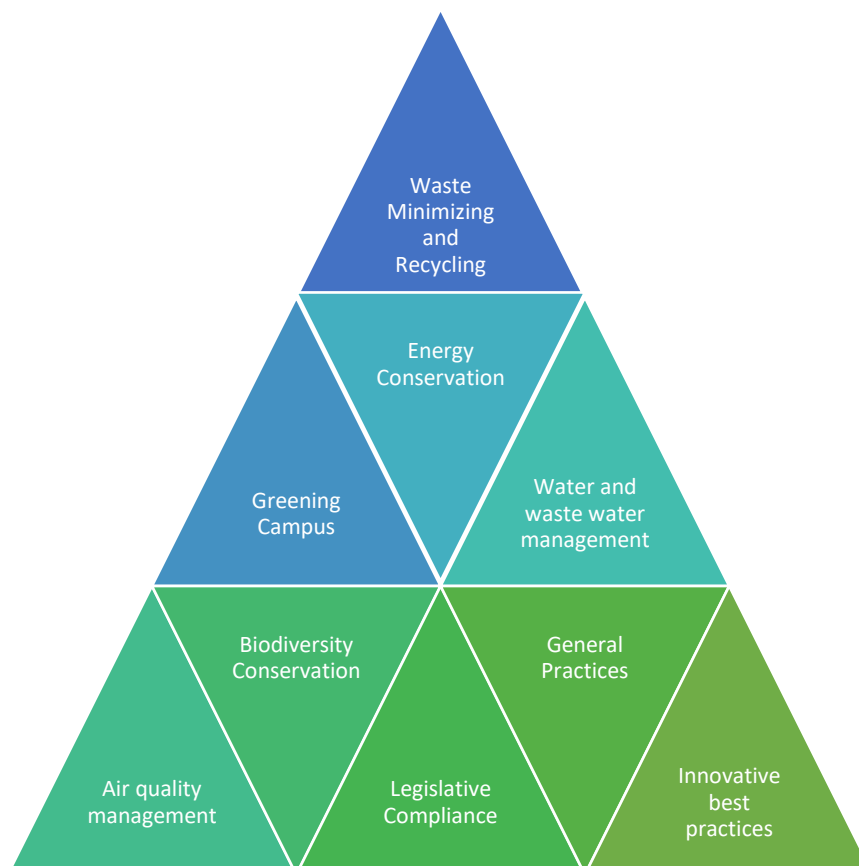 Waste
Minimizing
and
Recycling
Energy
Conservation
Greening
Campus
Water and
waste water
management
Biodiversity
Conservation
General
Practices
Air quality
management
Legislative
Compliance
Innovative
best
practices